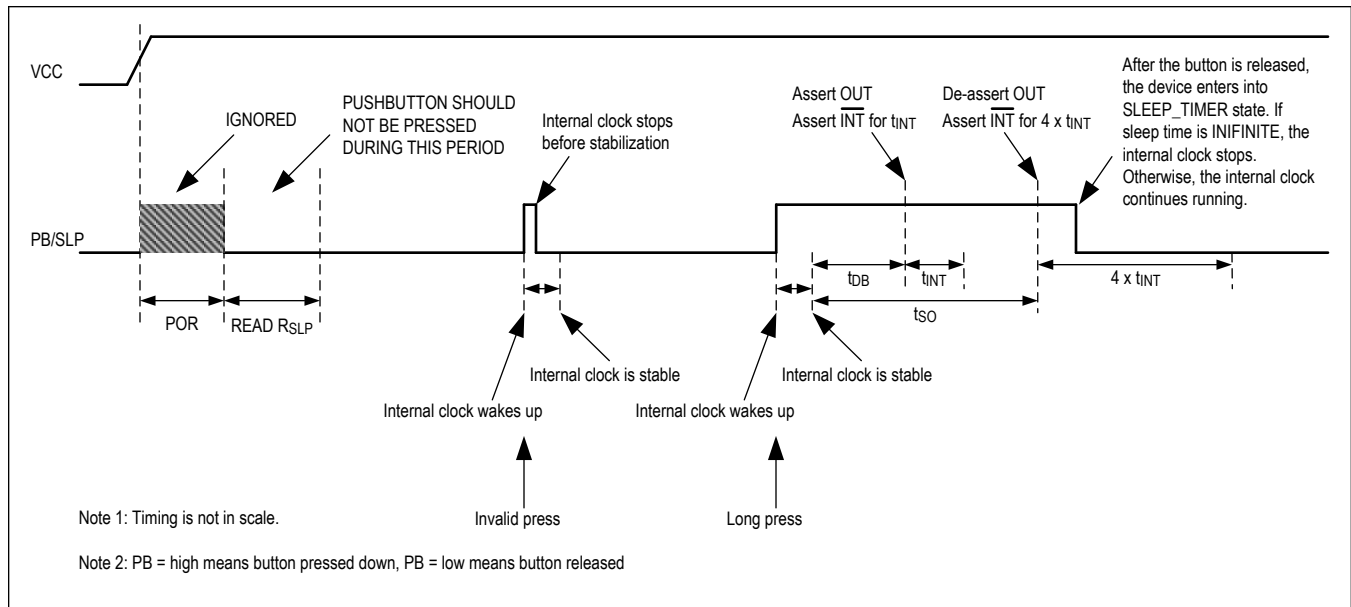 VCC
IGNORED
PUSHBUTTON SHOULD
NOT BE PRESSED
DURING THIS PERIOD
Internal clock stops
before stabilization
Assert OUT
Assert INT for tINT
De-assert OUT
Assert INT for 4 x tINT
After the button is released,
the device enters into
SLEEP_TIMER state. If
sleep time is INIFINITE, the
internal clock stops.
Otherwise, the internal clock
continues running.
PB/SLP
POR
READ RSLP
tDB
tINT
4 x tINT
tSO
Internal clock is stable
Internal clock is stable
Internal clock wakes up
Internal clock wakes up
Invalid press
Long press
Note 1: Timing is not in scale.
Note 2: PB = high means button pressed down, PB = low means button released